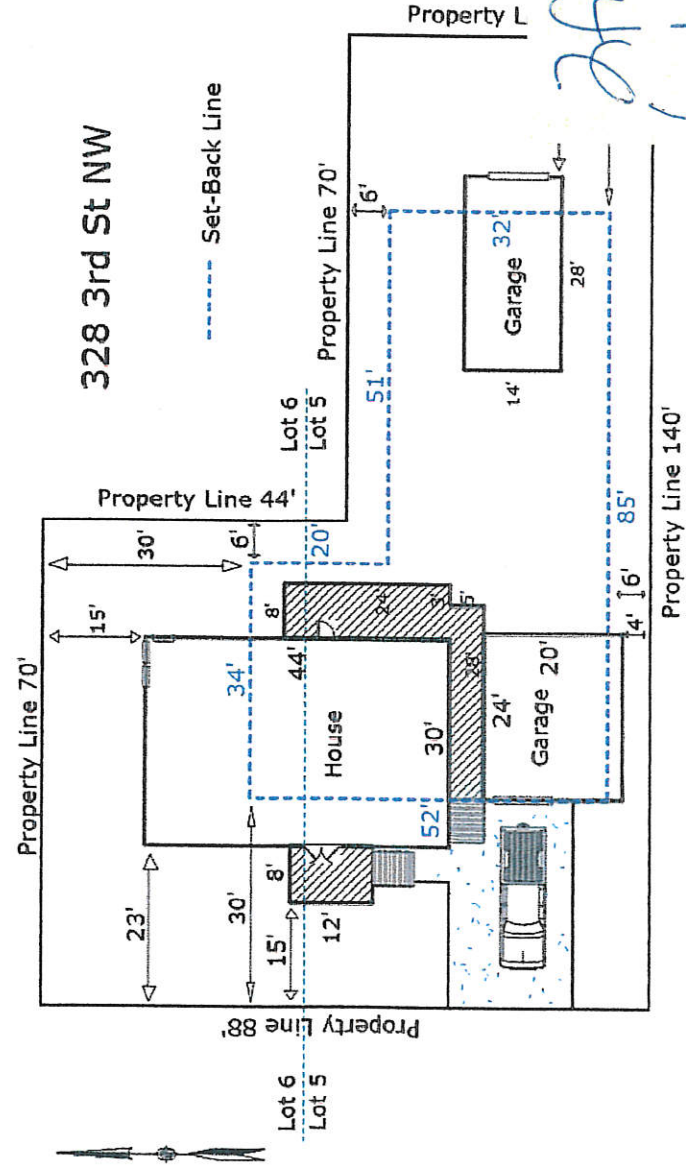 328 3rd St NW
Set-Back Line
Property L
Property Line 70'
Property Line 44'
Property Line 70'
Property Line 88'
Property Line 140'
Lot 6
Lot 5
Lot 6
Lot 5
23'
30'
15'
15'
30'
6'
6'
34'
20'
51'
32'
85'
52'
8'
12'
8'
24'
3'
5'
28'
44'
House
30'
24'
20'
Garage
4'
6'
Garage
28'
14'